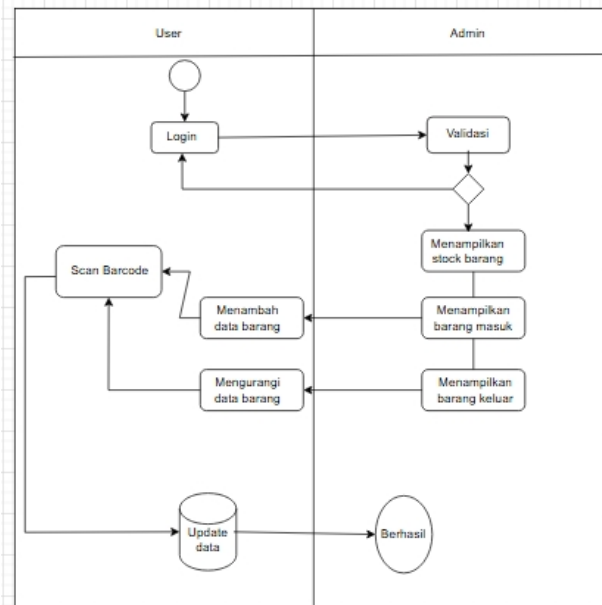 User
Admin
Login
Validasi
Menampilkan
stock barang
Scan Barcode
Menambah
data barang
Menampilkan
barang masuk
Mengurangi
data barang
Menampilkan
barang keluar
Update
data
Berhasil